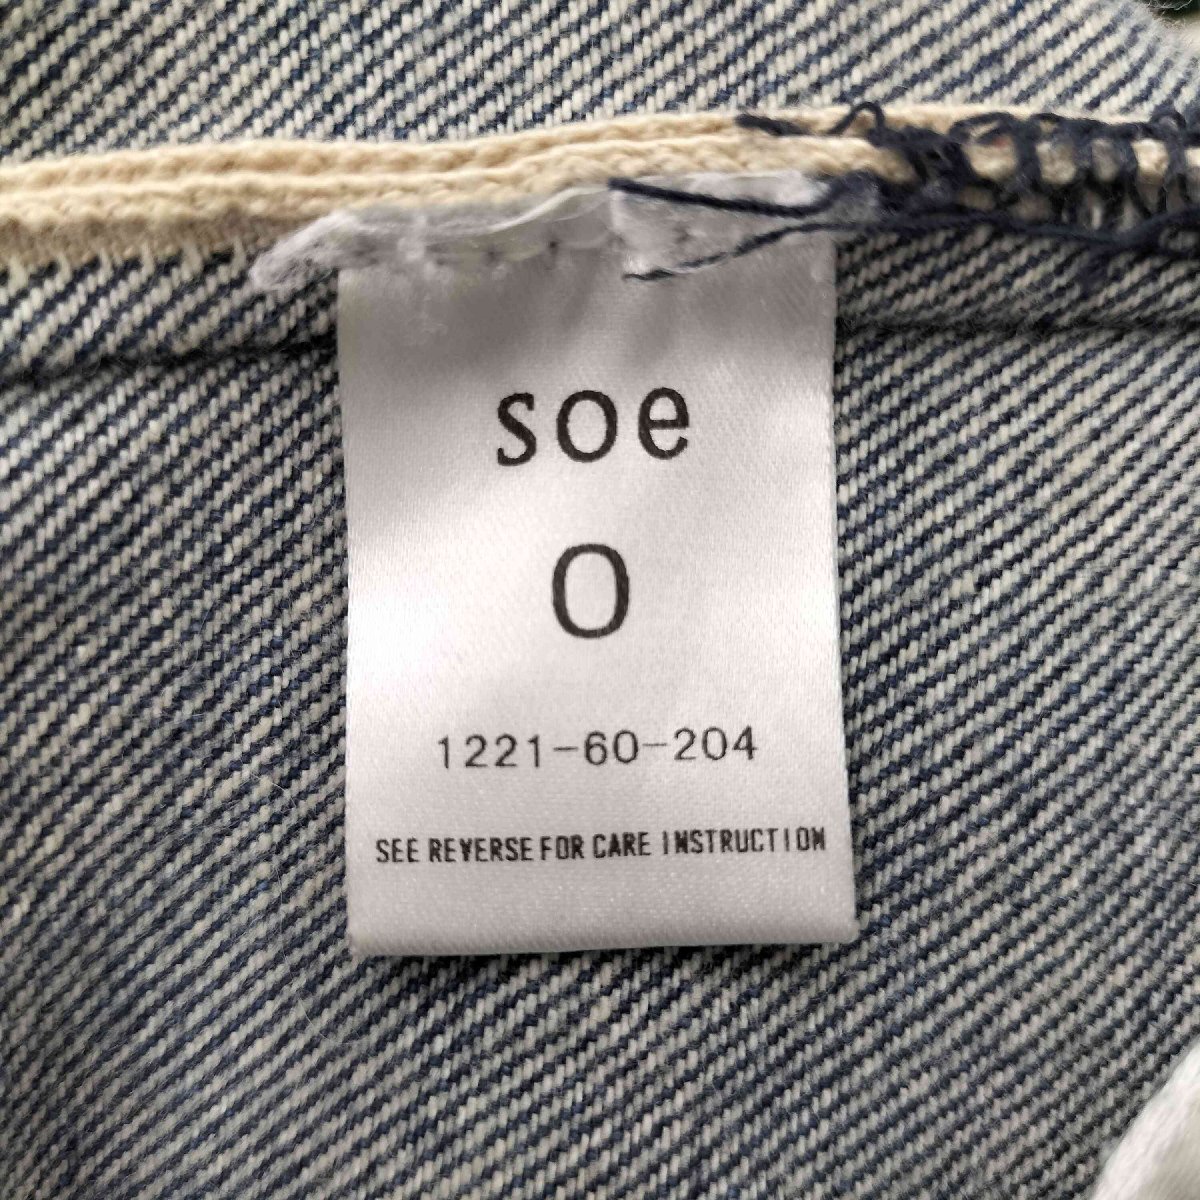 soe
0
1221-60-204
SEE REVERSE FOR CARE INSTRUCTION